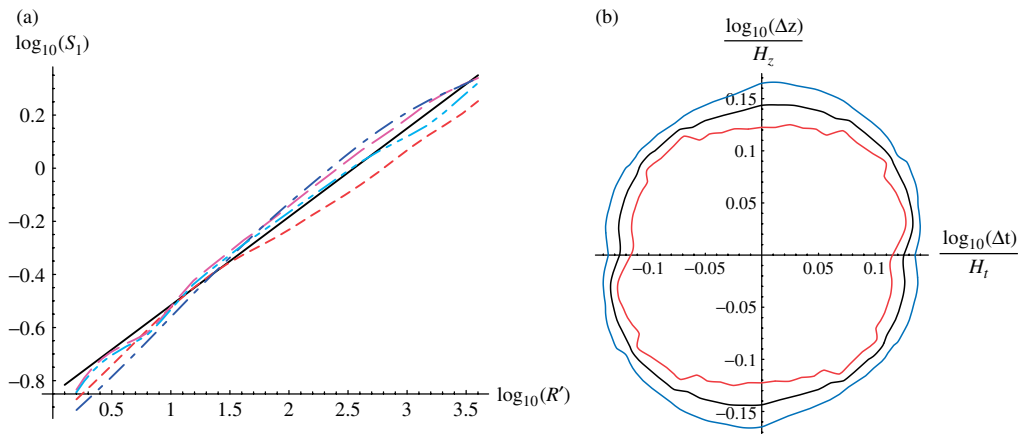 (a)
log10(S1)
0.2
0
−0.2
−0.4
−0.6
−0.8
0.5 1 1.5 2 2.5 3 3.5
log10(R′)
(b)
log10(Δz)
Hz
0.15
0.1
0.05
−0.1 −0.05 0.05 0.1
log10(Δt)
Ht
−0.05
−0.1
−0.15